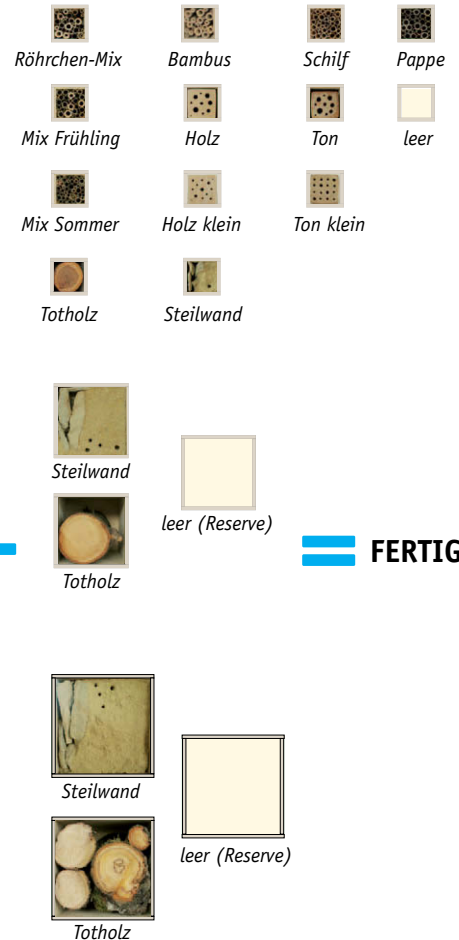 Röhrchen-Mix Bambus Schilf Pappe
Mix Frühling Holz Ton leer
Mix Sommer Holz klein Ton klein
Totholz Steilwand
Steilwand
leer (Reserve)
FERTIG
Totholz
Steilwand
leer (Reserve)
Totholz